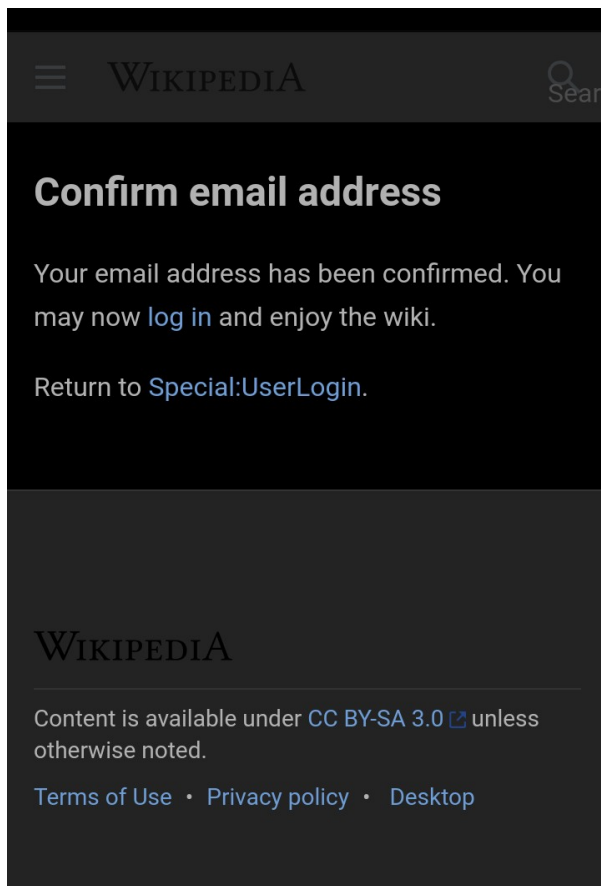 WIKIPEDIA
Sear
Confirm email address
Your email address has been confirmed. You
may now log in and enjoy the wiki.
Return to Special:UserLogin.
WIKIPEDIA
Content is available under CC BY-SA 3.0 unless
otherwise noted.
Terms of Use • Privacy policy • Desktop